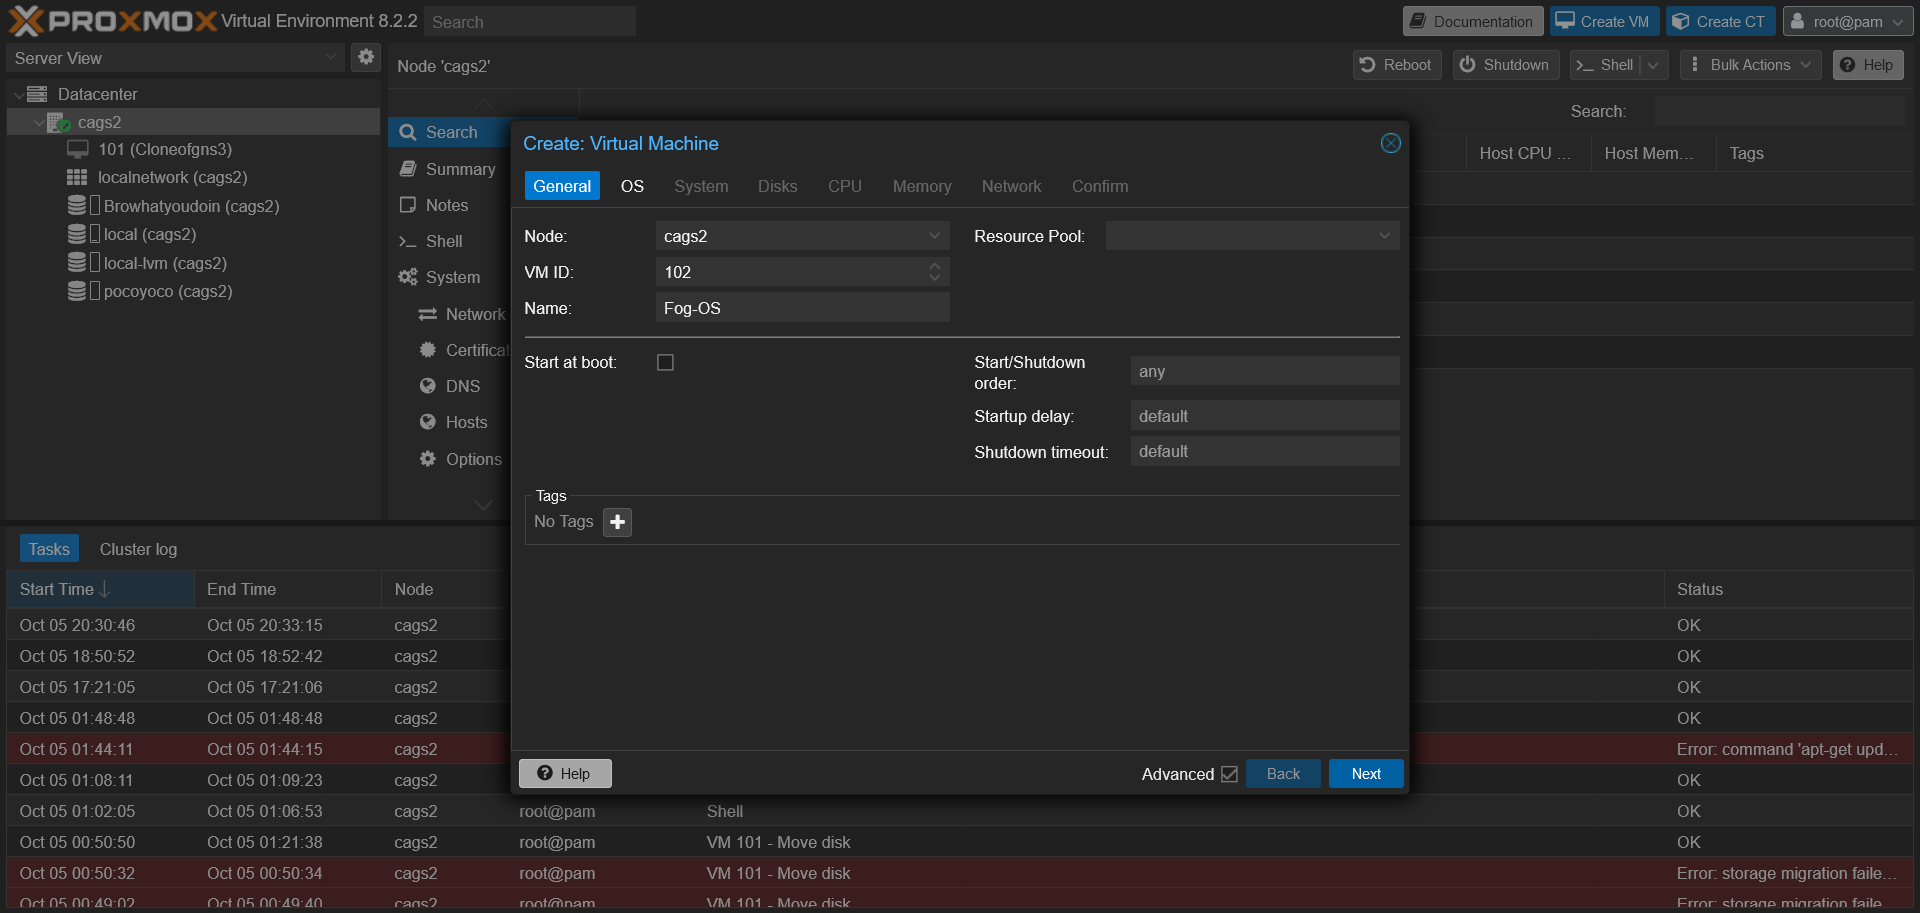 PROXMOX Virtual Environment 8.2.2 Search Documentation Create VM Create CT root@pam
Server View Node 'cags2' Reboot Shutdown Shell Bulk Actions Help
Datacenter
cags2
101 (Cloneofgns3)
localnetwork (cags2)
Browhatyoudoin (cags2)
local (cags2)
local-lvm (cags2)
pocoyoco (cags2)
Search
Summary
Notes
Shell
System
Network
Certificat
DNS
Hosts
Options
Search:
Host CPU ... Host Mem... Tags
Create: Virtual Machine
General OS System Disks CPU Memory Network Confirm
Node: cags2 Resource Pool:
VM ID: 102
Name: Fog-OS
Start at boot: Start/Shutdown order: any
Startup delay: default
Shutdown timeout: default
Tags
No Tags
Help Advanced Back Next
Tasks Cluster log
Start Time End Time Node Status
Oct 05 20:30:46 Oct 05 20:33:15 cags2 OK
Oct 05 18:50:52 Oct 05 18:52:42 cags2 OK
Oct 05 17:21:05 Oct 05 17:21:06 cags2 OK
Oct 05 01:48:48 Oct 05 01:48:48 cags2 OK
Oct 05 01:44:11 Oct 05 01:44:15 cags2 Error: command 'apt-get upd...
Oct 05 01:08:11 Oct 05 01:09:23 cags2 OK
Oct 05 01:02:05 Oct 05 01:06:53 cags2 root@pam Shell OK
Oct 05 00:50:50 Oct 05 01:21:38 cags2 root@pam VM 101 - Move disk OK
Oct 05 00:50:32 Oct 05 00:50:34 cags2 root@pam VM 101 - Move disk Error: storage migration faile...
Oct 05 00:49:02 Oct 05 00:49:40 cags2 root@pam VM 101 - Move disk Error: storage migration faile